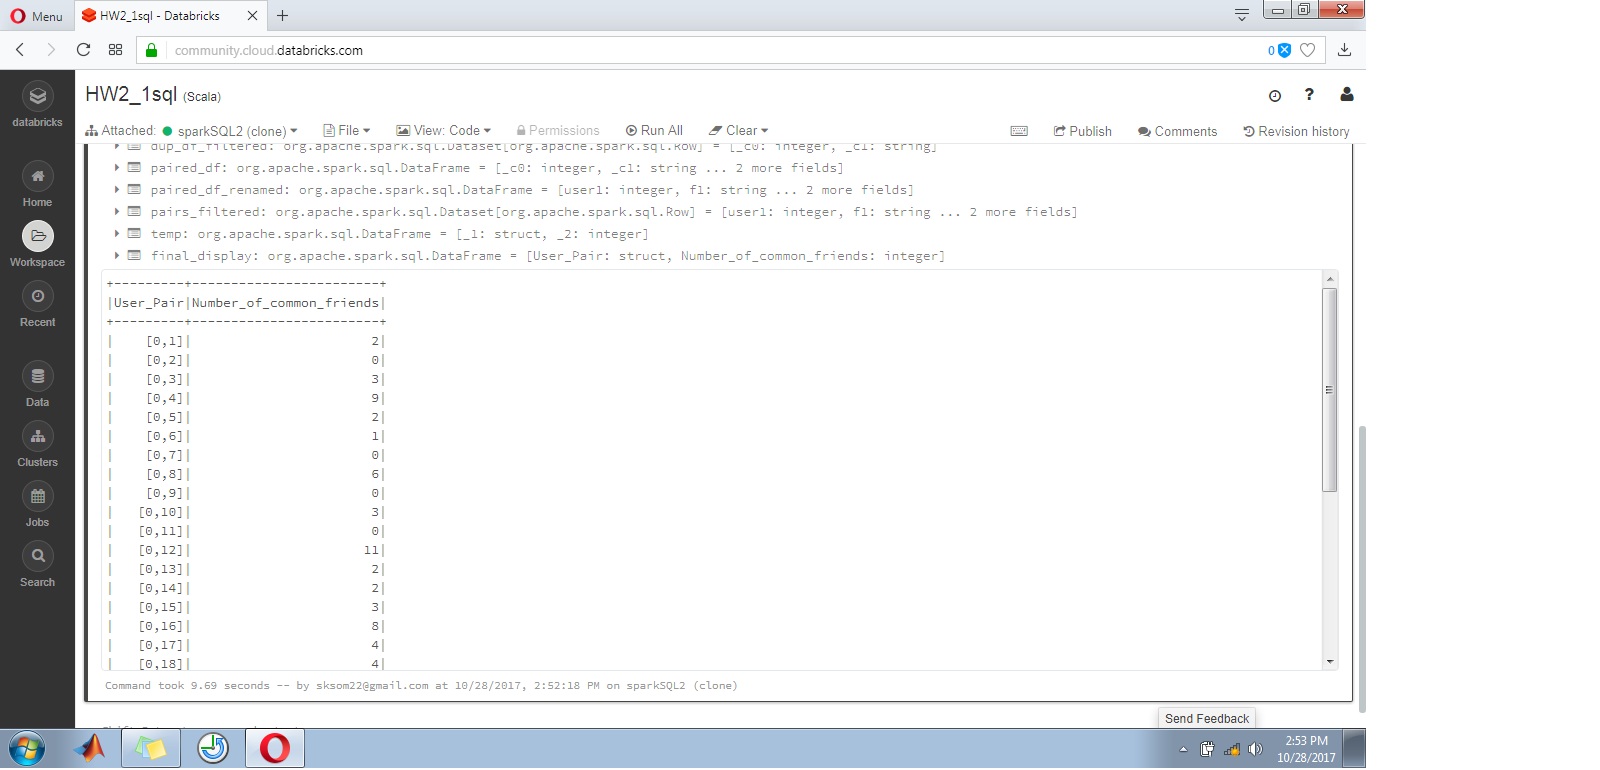 Menu
HW2_1sql - Databricks
community.cloud.databricks.com
0
databricks
Home
Workspace
Recent
Data
Clusters
Jobs
Search
HW2_1sql (Scala)
Attached: sparkSQL2 (clone) File View: Code Permissions Run All Clear Publish Comments Revision history
dup_df_filtered: org.apache.spark.sql.Dataset[org.apache.spark.sql.Row] = [_c0: integer, _c1: string]
paired_df: org.apache.spark.sql.DataFrame = [_c0: integer, _c1: string ... 2 more fields]
paired_df_renamed: org.apache.spark.sql.DataFrame = [user1: integer, f1: string ... 2 more fields]
pairs_filtered: org.apache.spark.sql.Dataset[org.apache.spark.sql.Row] = [user1: integer, f1: string ... 2 more fields]
temp: org.apache.spark.sql.DataFrame = [_1: struct, _2: integer]
final_display: org.apache.spark.sql.DataFrame = [User_Pair: struct, Number_of_common_friends: integer]
+---------+------------------------+
|User_Pair|Number_of_common_friends|
+---------+------------------------+
|    [0,1]|                       2|
|    [0,2]|                       0|
|    [0,3]|                       3|
|    [0,4]|                       9|
|    [0,5]|                       2|
|    [0,6]|                       1|
|    [0,7]|                       0|
|    [0,8]|                       6|
|    [0,9]|                       0|
|   [0,10]|                       3|
|   [0,11]|                       0|
|   [0,12]|                      11|
|   [0,13]|                       2|
|   [0,14]|                       2|
|   [0,15]|                       3|
|   [0,16]|                       8|
|   [0,17]|                       4|
|   [0,18]|                       4|
Command took 9.69 seconds -- by sksom22@gmail.com at 10/28/2017, 2:52:18 PM on sparkSQL2 (clone)
Send Feedback
2:53 PM
10/28/2017